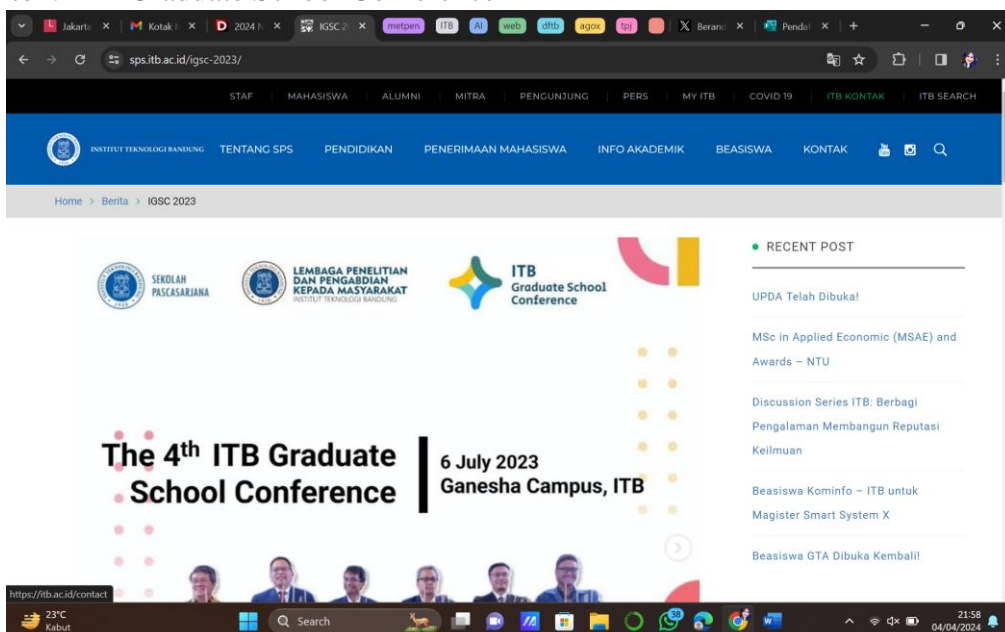 Jakarta
Kotak
2024
IGSC 2
metpen
ITB
AI
web
dftb
agox
tpj
X Beran
Pendaf
sps.itb.ac.id/igsc-2023/
STAF
MAHASISWA
ALUMNI
MITRA
PENGUNJUNG
PERS
MY ITB
COVID 19
ITB KONTAK
ITB SEARCH
INSTITUT TEKNOLOGI BANDUNG
TENTANG SPS
PENDIDIKAN
PENERIMAAN MAHASISWA
INFO AKADEMIK
BEASISWA
KONTAK
Home > Berita > IGSC 2023
SEKOLAH
PASCASARJANA
LEMBAGA PENELITIAN
DAN PENGABDIAN
KEPADA MASYARAKAT
INSTITUT TEKNOLOGI BANDUNG
ITB
Graduate School
Conference
The 4th ITB Graduate
School Conference
6 July 2023
Ganesha Campus, ITB
RECENT POST
UPDA Telah Dibuka!
MSc in Applied Economic (MSAE) and
Awards – NTU
Discussion Series ITB: Berbagi
Pengalaman Membangun Reputasi
Keilmuan
Beasiswa Kominfo – ITB untuk
Magister Smart System X
Beasiswa GTA Dibuka Kembali!
https://itb.ac.id/contact
23°C
Kabut
Search
38
21:58
04/04/2024